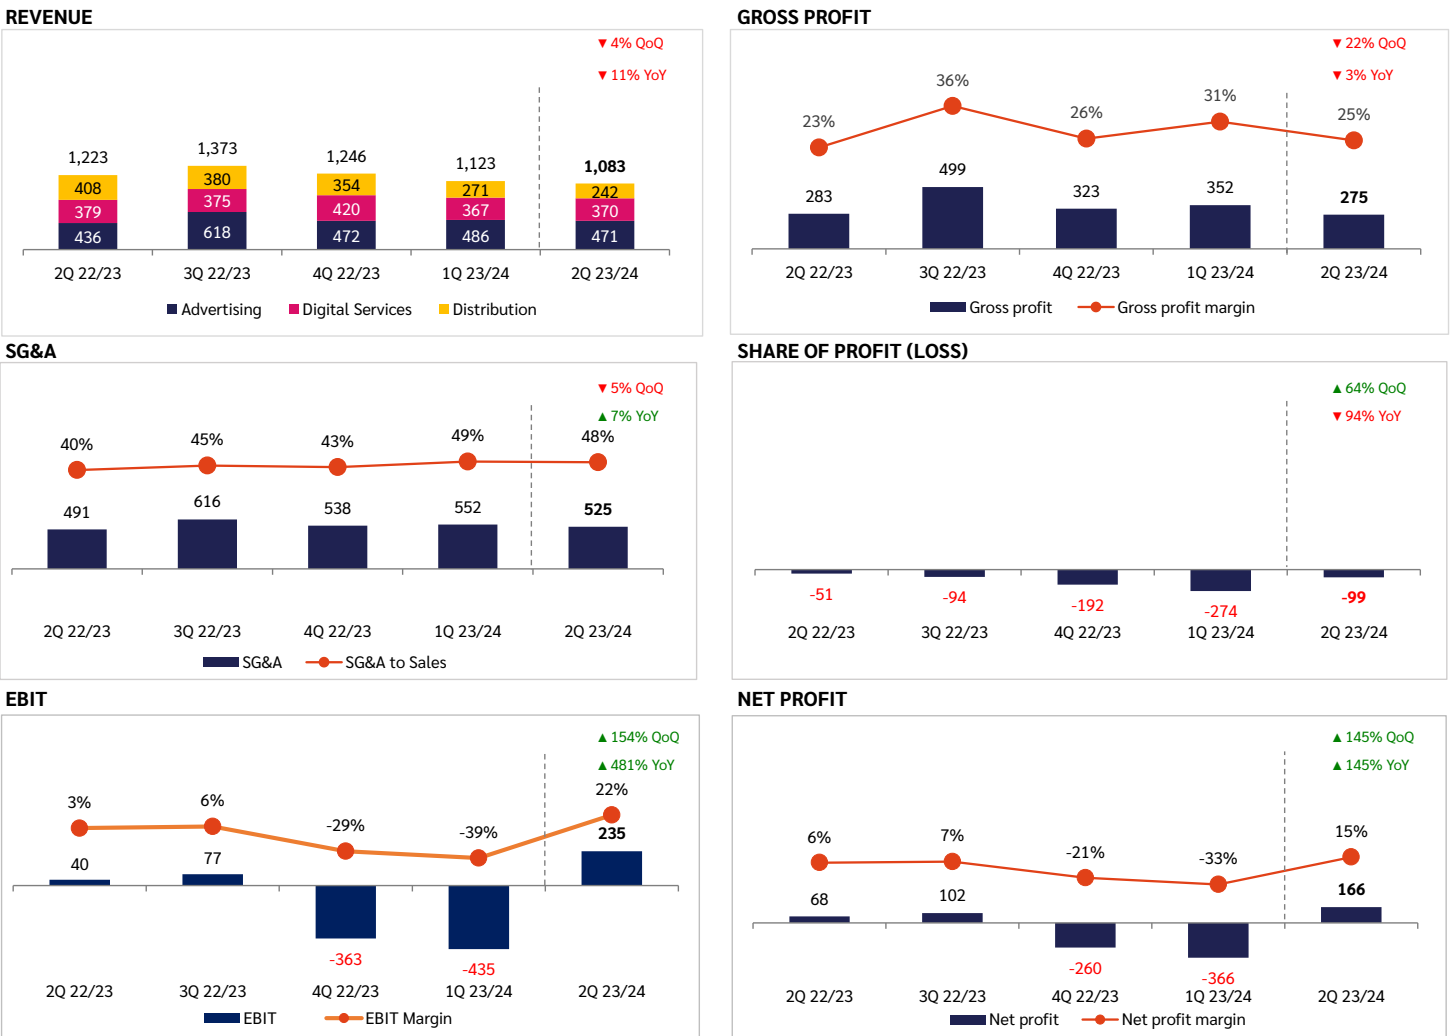 REVENUE
▼ 4% QoQ
▼ 11% YoY
1,223
1,373
1,246
1,123
1,083
408
380
354
271
242
379
375
420
367
370
436
618
472
486
471
2Q 22/23
3Q 22/23
4Q 22/23
1Q 23/24
2Q 23/24
Advertising
Digital Services
Distribution
GROSS PROFIT
▼ 22% QoQ
▼ 3% YoY
23%
36%
26%
31%
25%
283
499
323
352
275
2Q 22/23
3Q 22/23
4Q 22/23
1Q 23/24
2Q 23/24
Gross profit
Gross profit margin
SG&A
▼ 5% QoQ
▲ 7% YoY
40%
45%
43%
49%
48%
491
616
538
552
525
2Q 22/23
3Q 22/23
4Q 22/23
1Q 23/24
2Q 23/24
SG&A
SG&A to Sales
SHARE OF PROFIT (LOSS)
▲ 64% QoQ
▼ 94% YoY
-51
-94
-192
-274
-99
2Q 22/23
3Q 22/23
4Q 22/23
1Q 23/24
2Q 23/24
EBIT
▲ 154% QoQ
▲ 481% YoY
3%
6%
-29%
-39%
22%
40
77
-363
-435
235
2Q 22/23
3Q 22/23
4Q 22/23
1Q 23/24
2Q 23/24
EBIT
EBIT Margin
NET PROFIT
▲ 145% QoQ
▲ 145% YoY
6%
7%
-21%
-33%
15%
68
102
-260
-366
166
2Q 22/23
3Q 22/23
4Q 22/23
1Q 23/24
2Q 23/24
Net profit
Net profit margin